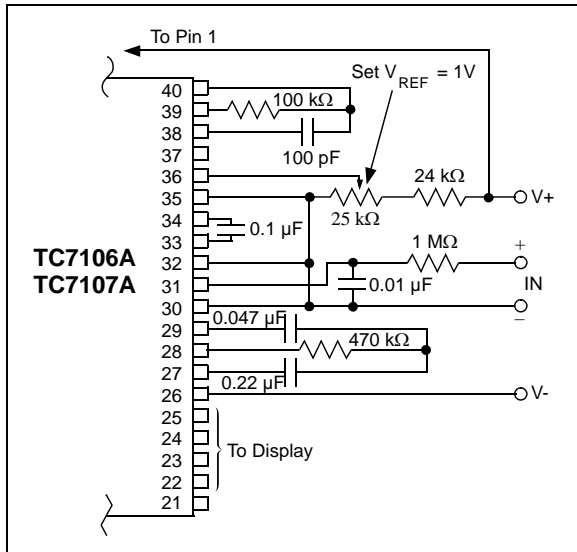 To Pin 1
Set V REF = 1V
40
39
100 kΩ
38
100 pF
37
36
24 kΩ
35
25 kΩ
V+
34
0.1 µF
33
TC7106A
TC7107A
32
1 MΩ
+
31
0.01 µF
IN
30
–
29
0.047 µF
28
470 kΩ
27
0.22 µF
26
V-
25
24
To Display
23
22
21